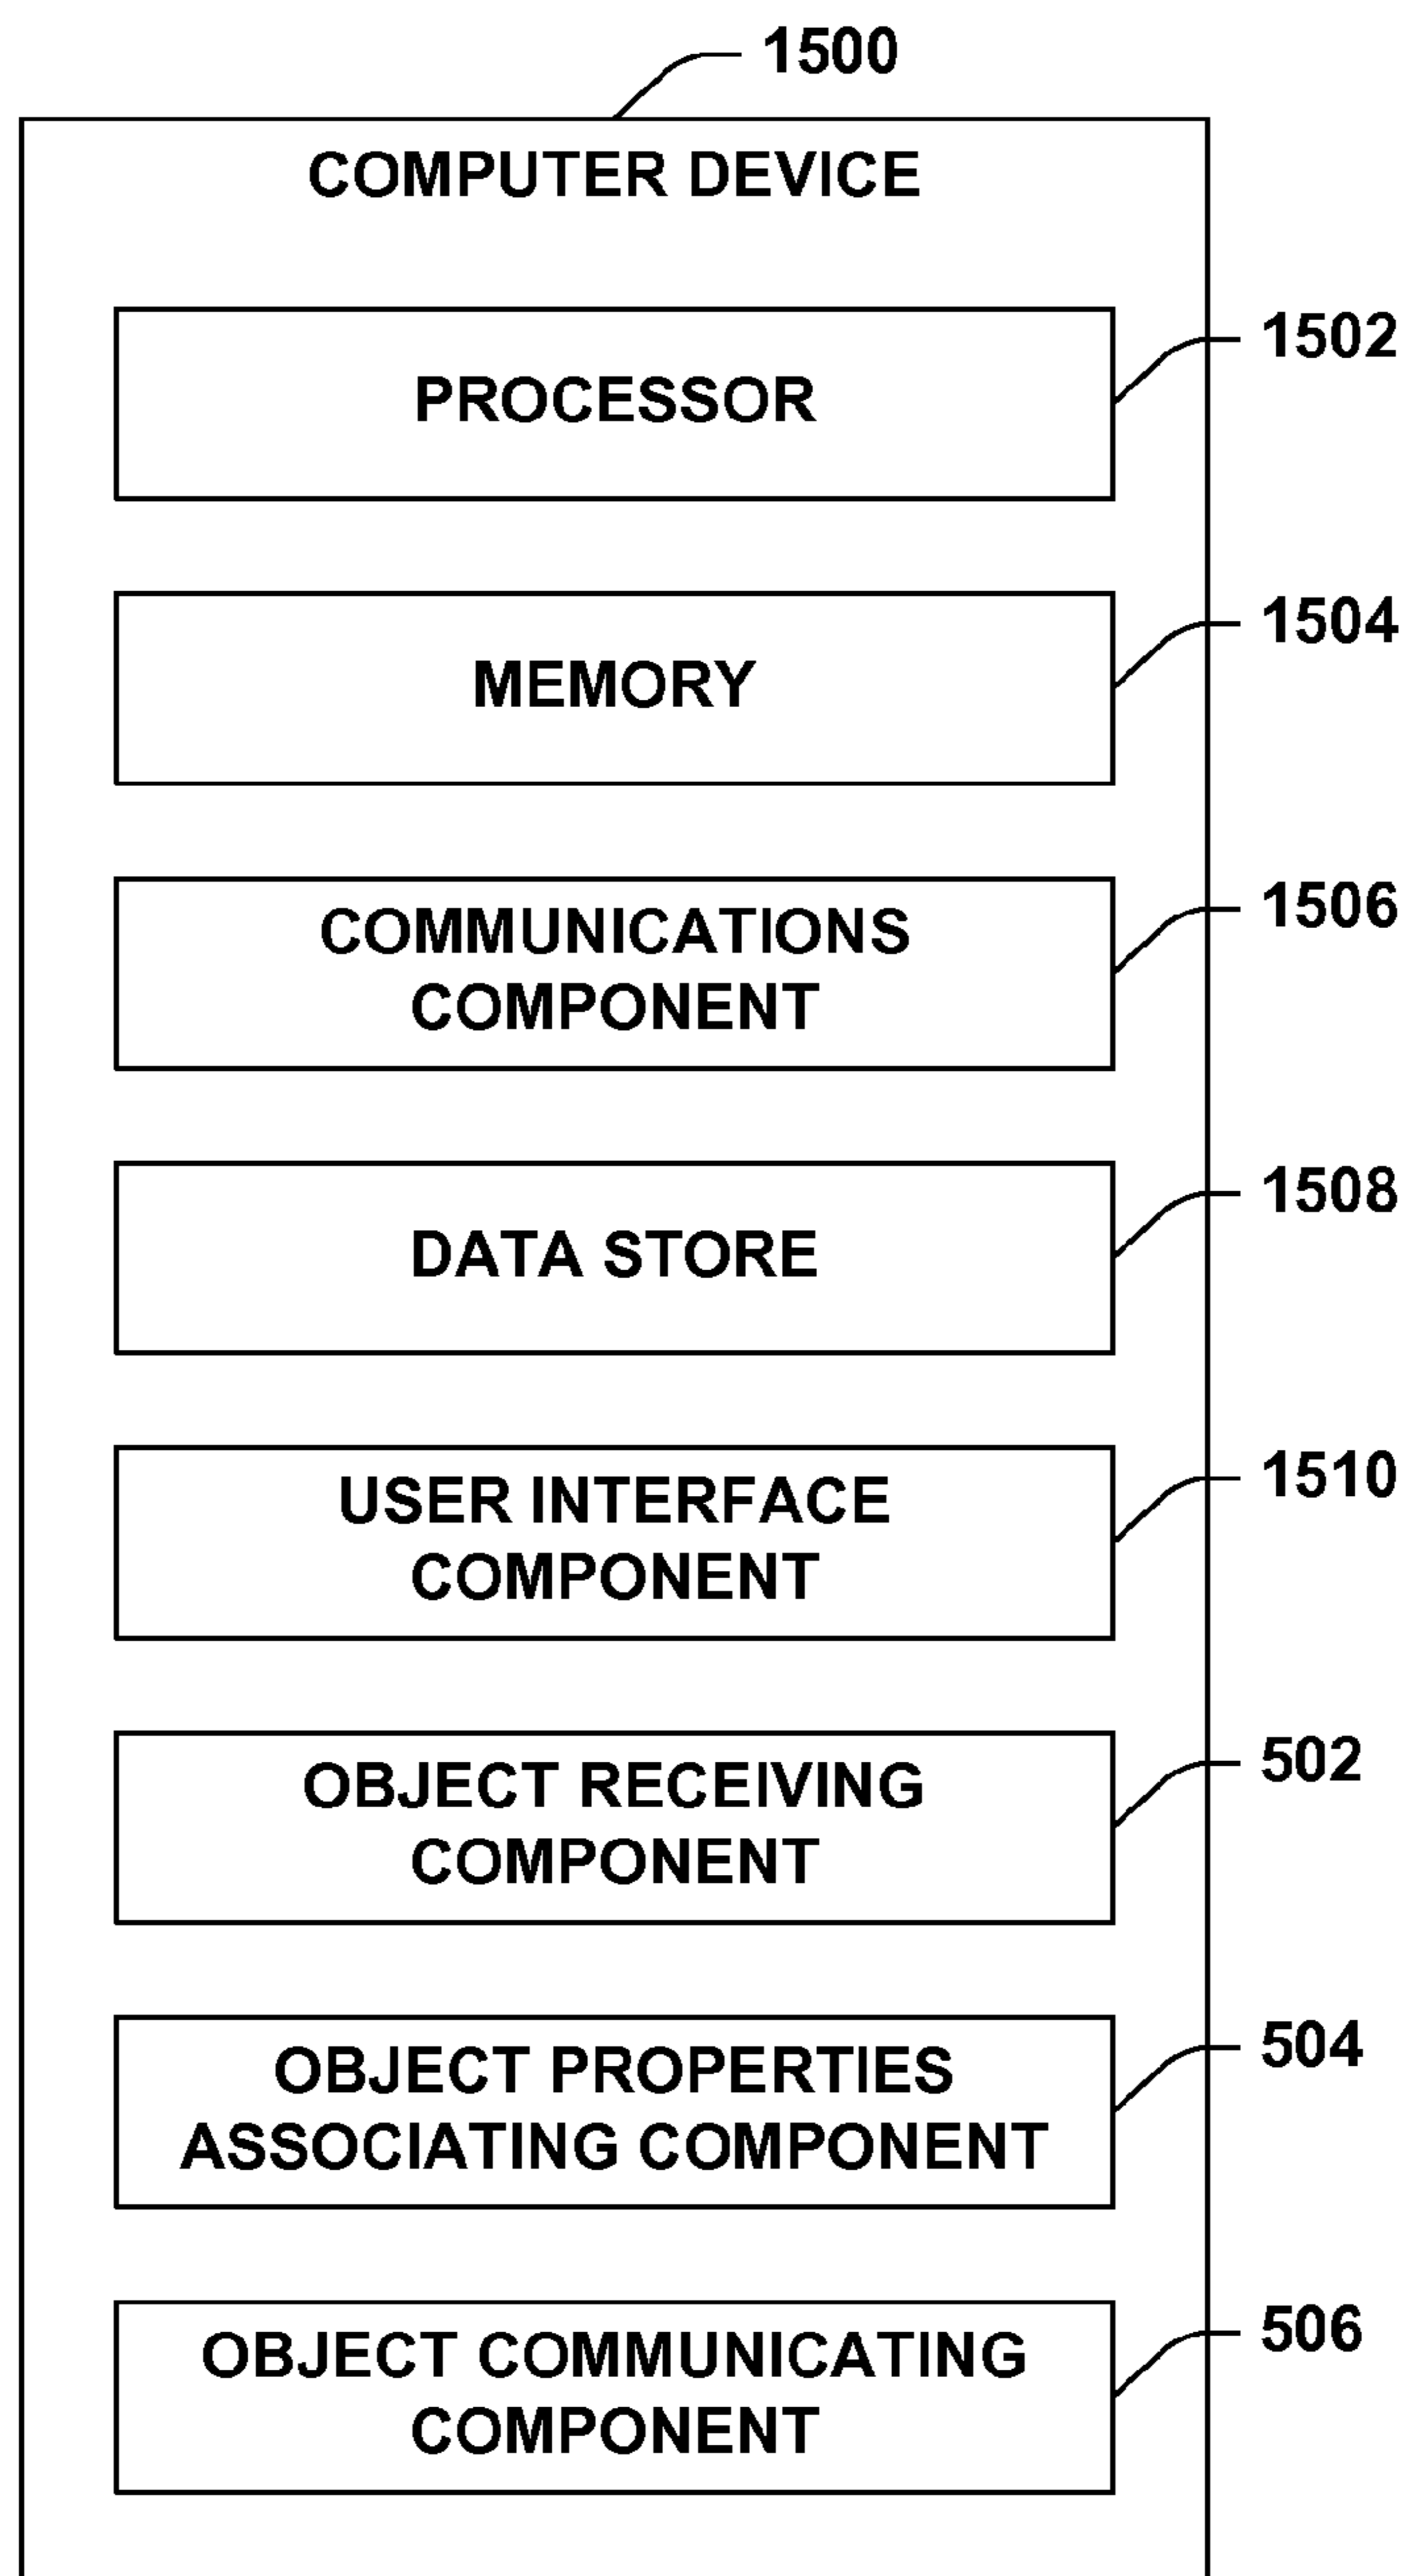 1500
COMPUTER DEVICE
PROCESSOR
1502
MEMORY
1504
COMMUNICATIONS
COMPONENT
1506
DATA STORE
1508
USER INTERFACE
COMPONENT
1510
OBJECT RECEIVING
COMPONENT
502
OBJECT PROPERTIES
ASSOCIATING COMPONENT
504
OBJECT COMMUNICATING
COMPONENT
506